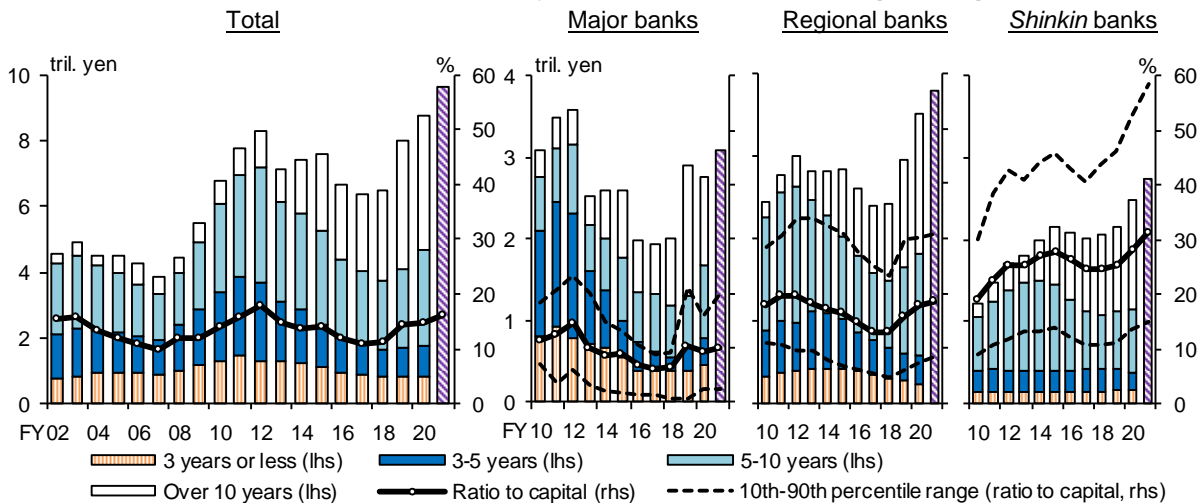 Total
Major banks
Regional banks
Shinkin banks
tril. yen
%
tril. yen
%
10
8
6
4
2
0
60
50
40
30
20
10
0
4
3
2
1
0
60
50
40
30
20
10
0
FY 02 04 06 08 10 12 14 16 18 20
FY 10 12 14 16 18 20
10 12 14 16 18 20
10 12 14 16 18 20
3 years or less (lhs)
3-5 years (lhs)
5-10 years (lhs)
Over 10 years (lhs)
Ratio to capital (rhs)
10th-90th percentile range (ratio to capital, rhs)